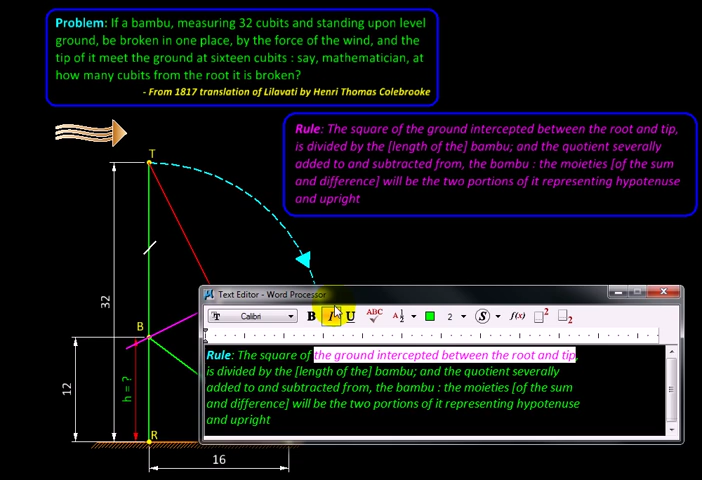 Problem: If a bambu, measuring 32 cubits and standing upon level
ground, be broken in one place, by the force of the wind, and the
tip of it meet the ground at sixteen cubits : say, mathematician, at
how many cubits from the root it is broken?
- From 1817 translation of Lilavati by Henri Thomas Colebrooke
Rule: The square of the ground intercepted between the root and tip,
is divided by the [length of the] bambu; and the quotient severally
added to and subtracted from, the bambu : the moieties [of the sum
and difference] will be the two portions of it representing hypotenuse
and upright
T
32
B
12
h = ?
R
16
Text Editor - Word Processor
Calibri
B I U ABC A 1/2 2 S f(x) □2 □2
Rule: The square of the ground intercepted between the root and tip,
is divided by the [length of the] bambu; and the quotient severally
added to and subtracted from, the bambu : the moieties [of the sum
and difference] will be the two portions of it representing hypotenuse
and upright